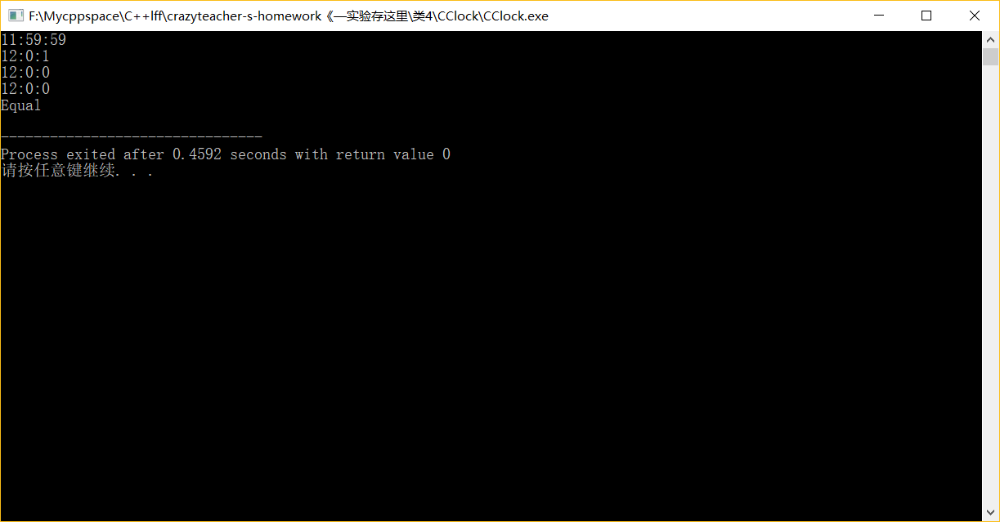 F:\Mycppspace\C++lff\crazyteacher-s-homework《—实验存这里\类4\CClock\CClock.exe
11:59:59
12:0:1
12:0:0
12:0:0
Equal
--------------------------------
Process exited after 0.4592 seconds with return value 0
请按任意键继续. . .